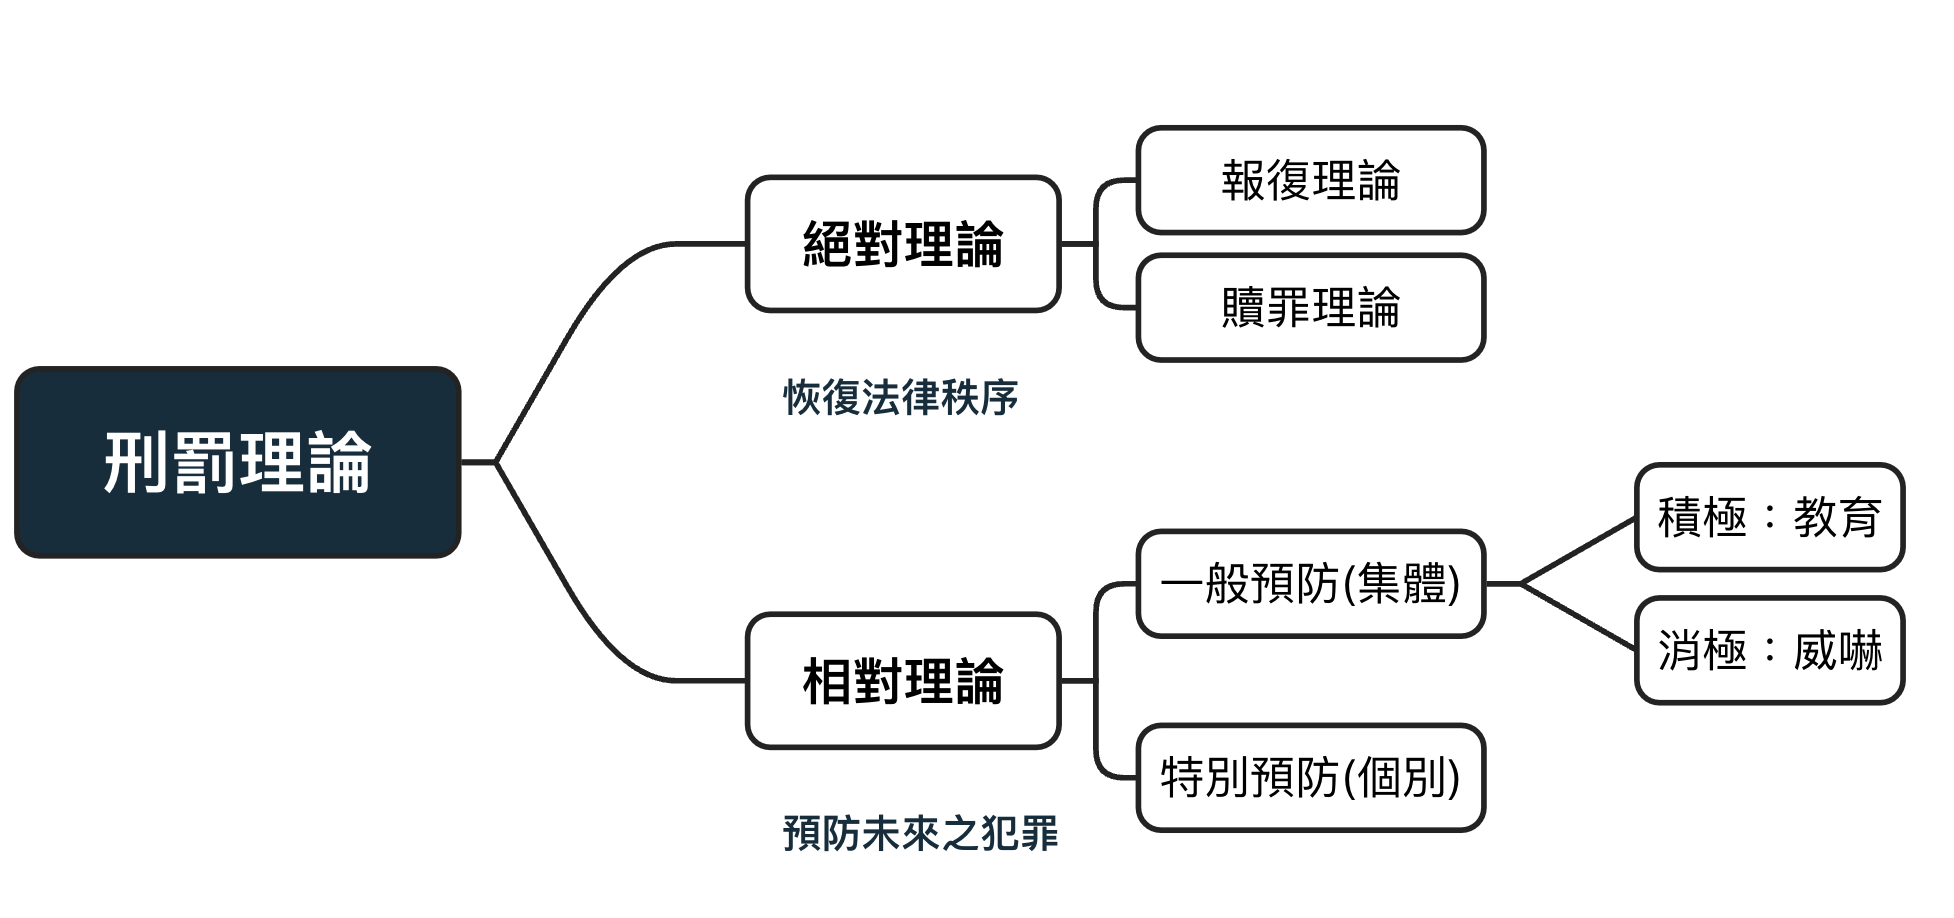 刑罰理論
絕對理論
恢復法律秩序
報復理論
贖罪理論
相對理論
預防未來之犯罪
一般預防(集體)
積極：教育
消極：威嚇
特別預防(個別)